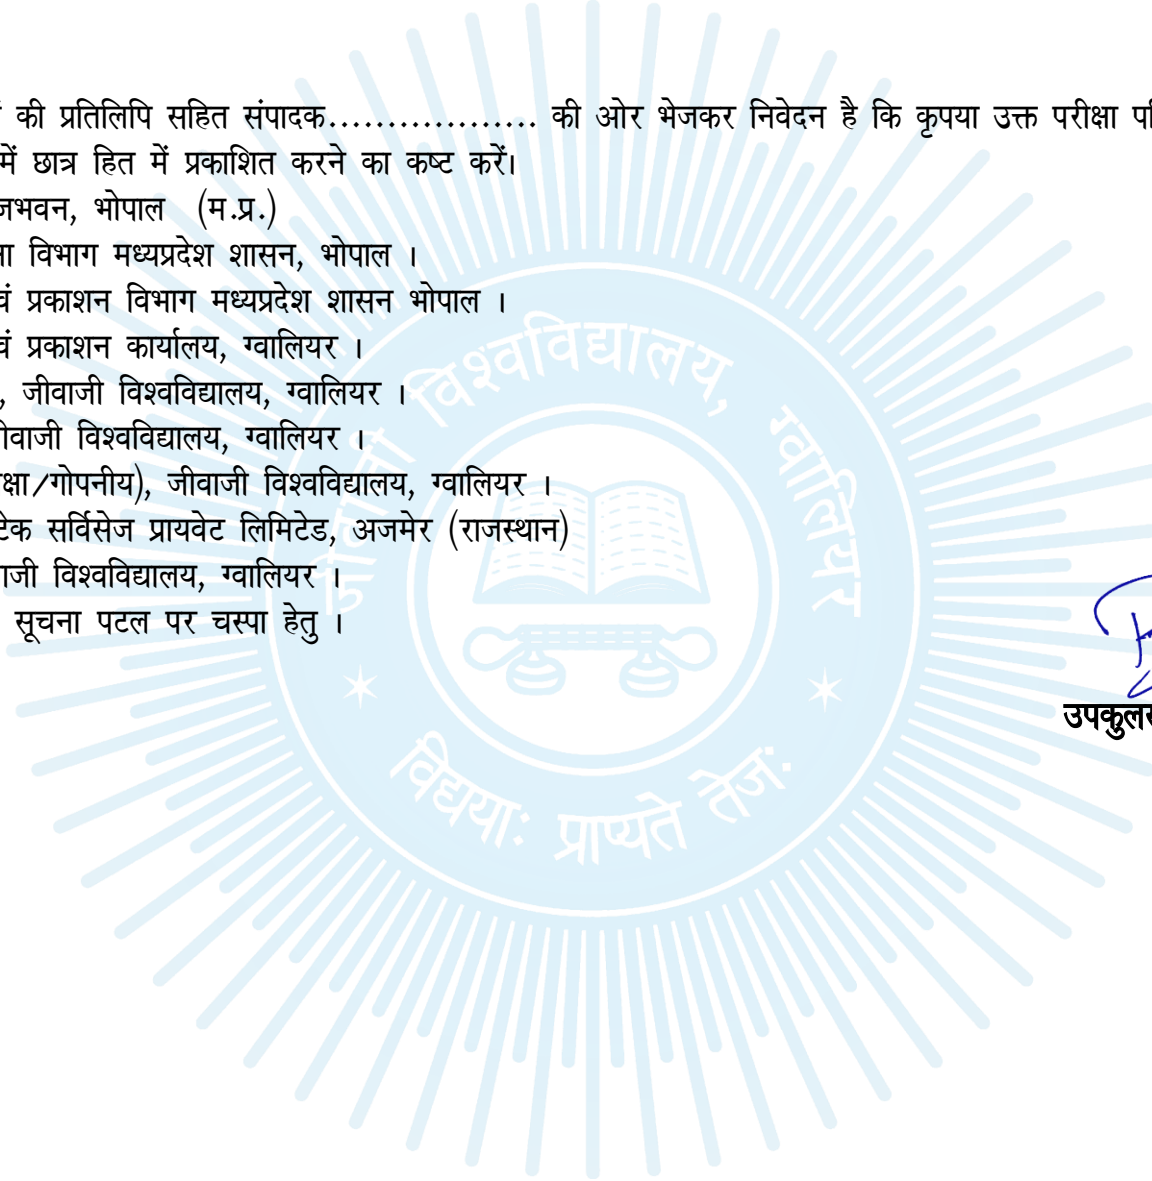 की प्रतिलिपि सहित संपादक.................. की ओर भेजकर निवेदन है कि कृपया उक्त परीक्षा
में छात्र हित में प्रकाशित करने का कष्ट करें।
जभवन, भोपाल (म.प्र.)
विभाग मध्यप्रदेश शासन, भोपाल ।
प्रकाशन विभाग मध्यप्रदेश शासन भोपाल ।
प्रकाशन कार्यालय, ग्वालियर ।
, जीवाजी विश्वविद्यालय, ग्वालियर ।
विश्वविद्यालय, ग्वालियर ।
क्षा/गोपनीय), जीवाजी विश्वविद्यालय, ग्वालियर ।
टेक सर्विसेज प्रायवेट लिमिटेड, अजमेर (राजस्थान)
विश्वविद्यालय, ग्वालियर ।
सूचना पटल पर चस्पा हेतु ।
उपकुल
जीवाजी विश्वविद्यालय, ग्वालियर
विद्यया: प्राप्यते तेज: